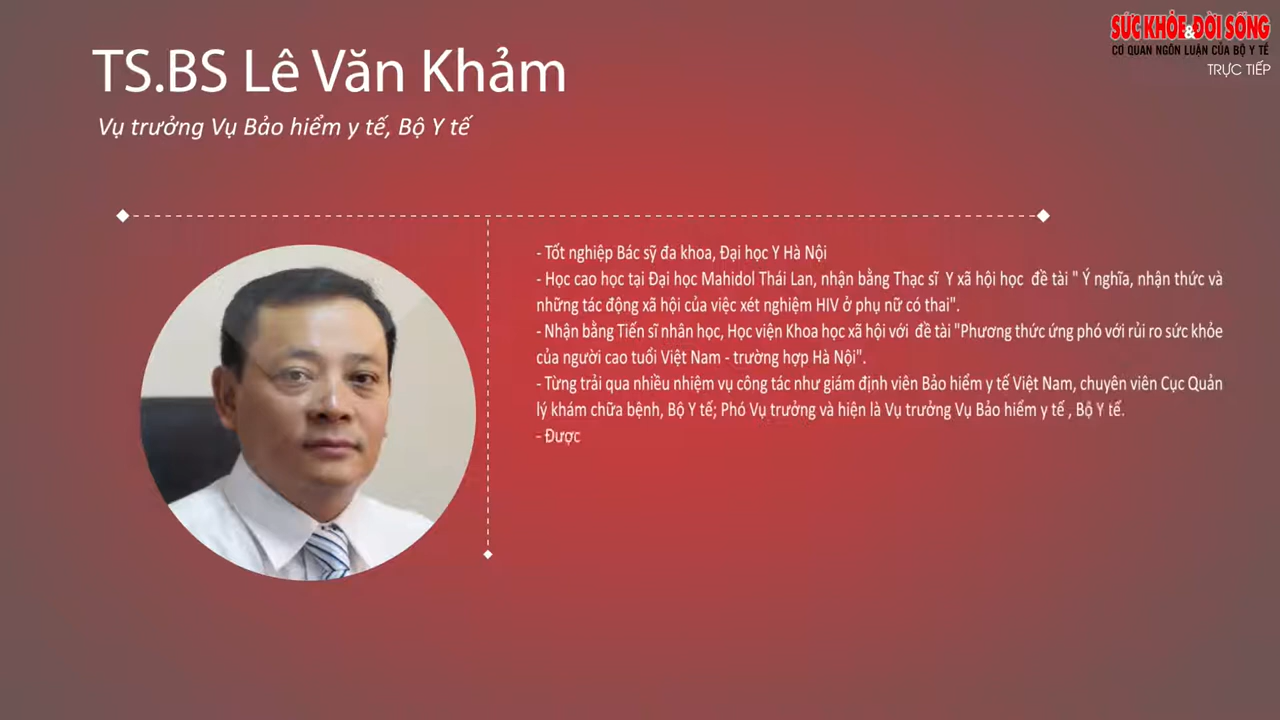 SỨC KHỎE&ĐỜI SỐNG
CƠ QUAN NGÔN LUẬN CỦA BỘ Y TẾ
TRỰC TIẾP
TS.BS Lê Văn Khảm
Vụ trưởng Vụ Bảo hiểm y tế, Bộ Y tế
- Tốt nghiệp Bác sỹ đa khoa, Đại học Y Hà Nội
- Học cao học tại Đại học Mahidol Thái Lan, nhận bằng Thạc sĩ Y xã hội học đề tài " Ý nghĩa, nhận thức và
những tác động xã hội của việc xét nghiệm HIV ở phụ nữ có thai".
- Nhận bằng Tiến sĩ nhân học, Học viện Khoa học xã hội với đề tài "Phương thức ứng phó với rủi ro sức khỏe
của người cao tuổi Việt Nam - trường hợp Hà Nội".
- Từng trải qua nhiều nhiệm vụ công tác như giám định viên Bảo hiểm y tế Việt Nam, chuyên viên Cục Quản
lý khám chữa bệnh, Bộ Y tế; Phó Vụ trưởng và hiện là Vụ trưởng Vụ Bảo hiểm y tế , Bộ Y tế.
- Được